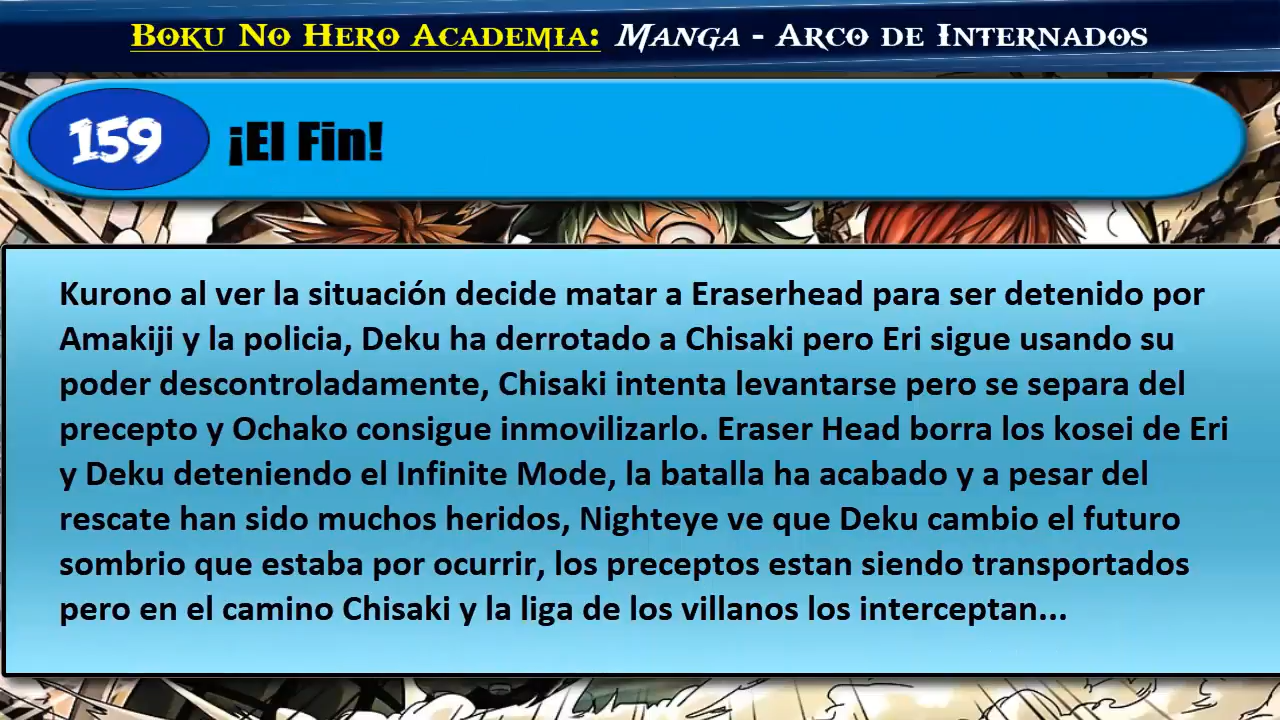 Boku No Hero Academia: Manga - Arco de Internados
159 ¡El Fin!
Kurono al ver la situación decide matar a Eraserhead para ser detenido por
Amakiji y la policia, Deku ha derrotado a Chisaki pero Eri sigue usando su
poder descontroladamente, Chisaki intenta levantarse pero se separa del
precepto y Ochako consigue inmovilizarlo. Eraser Head borra los kosei de Eri
y Deku deteniendo el Infinite Mode, la batalla ha acabado y a pesar del
rescate han sido muchos heridos, Nighteye ve que Deku cambio el futuro
sombrio que estaba por ocurrir, los preceptos estan siendo transportados
pero en el camino Chisaki y la liga de los villanos los interceptan...